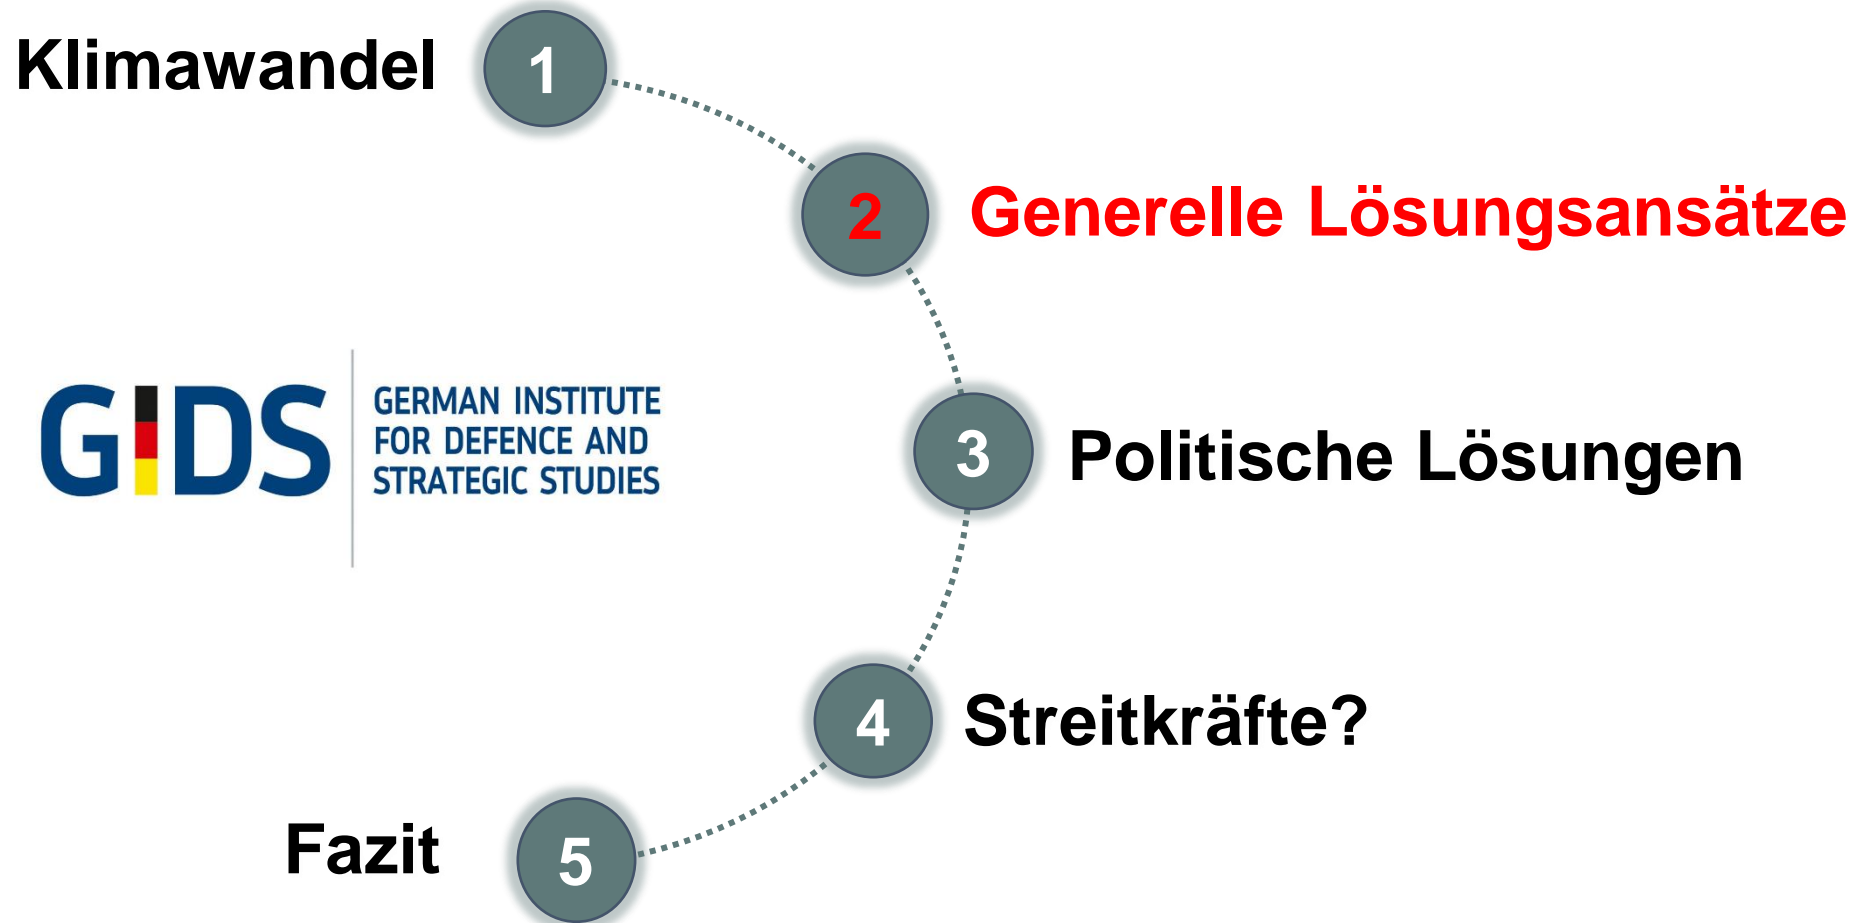 Klimawandel
1
2
Generelle Lösungsansätze
GIDS
GERMAN INSTITUTE
FOR DEFENCE AND
STRATEGIC STUDIES
3
Politische Lösungen
4
Streitkräfte?
Fazit
5